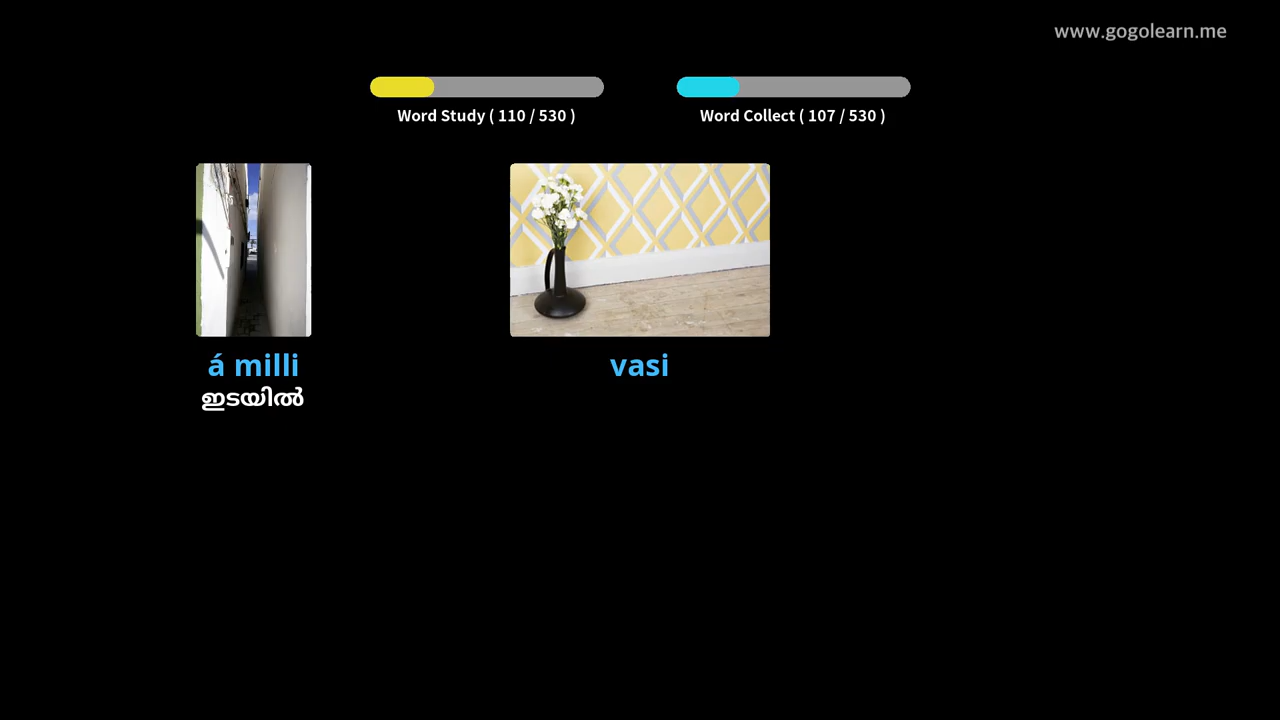 www.gogolearn.me
Word Study ( 110 / 530 )
Word Collect ( 107 / 530 )
á milli
ഇടയിൽ
vasi